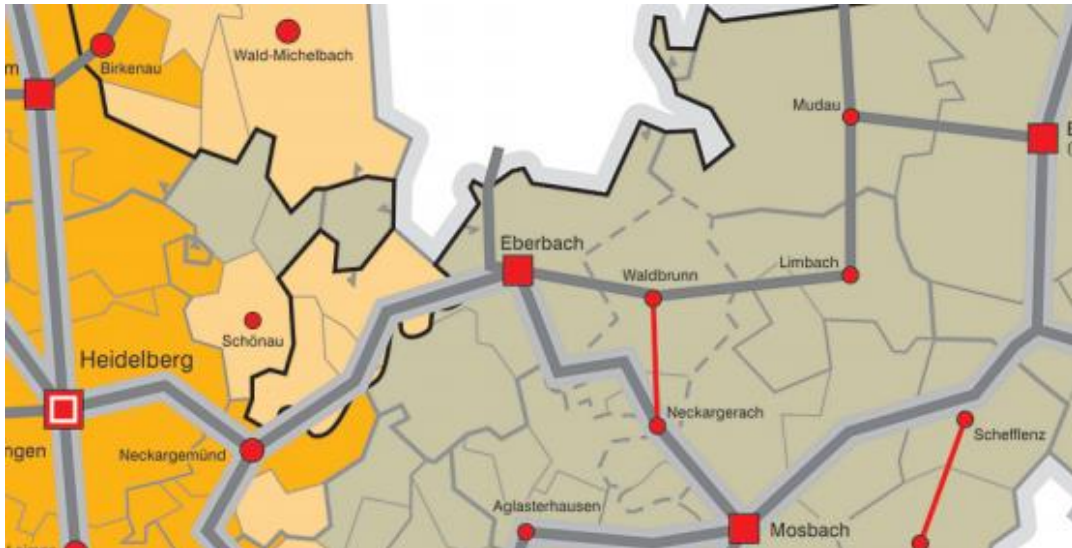 Wald-Michelbach
Birkenau
Mudau
Eberbach
Waldbrunn
Limbach
Schönau
Heidelberg
Neckargerach
Schefflenz
Neckargemünd
Aglasterhausen
Mosbach